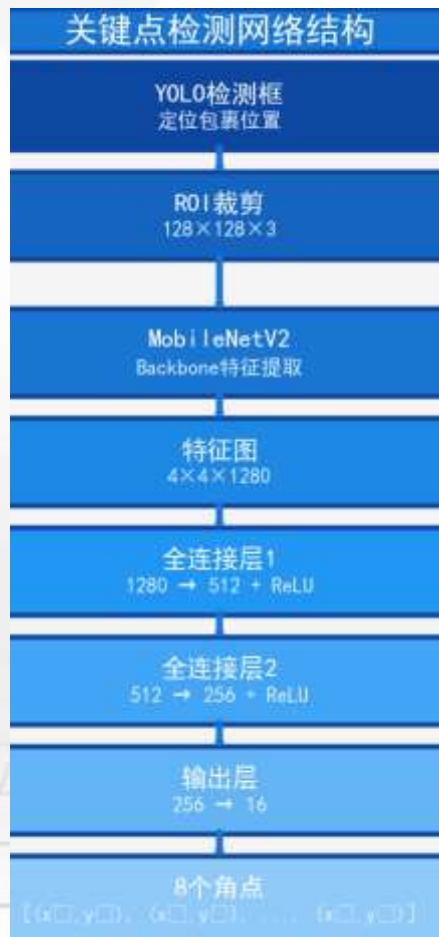 关键点检测网络结构
YOLO检测框
定位包裹位置
ROI裁剪
128×128×3
MobileNetV2
Backbone特征提取
特征图
4×4×1280
全连接层1
1280 → 512 + ReLU
全连接层2
512 → 256 + ReLU
输出层
256 → 16
8个角点
[(x□,y□), (x□,y□), ..., (x□,y□)]